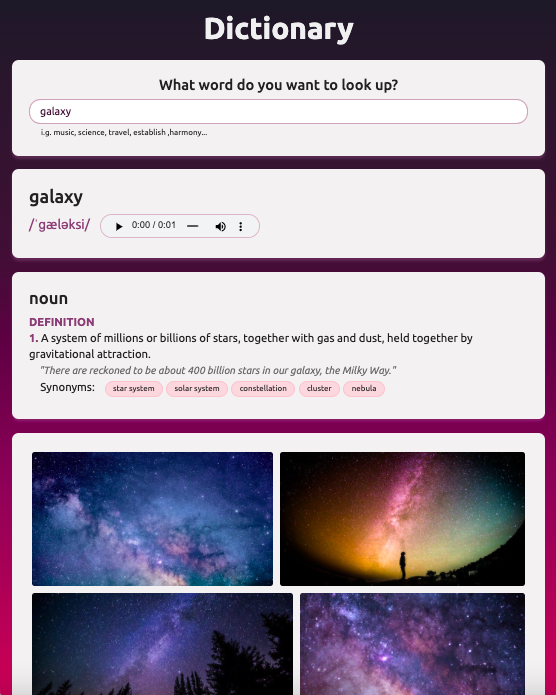 Dictionary
What word do you want to look up?
galaxy
i.g. music, science, travel, establish ,harmony...
galaxy
/ˈgæləksi/
0:00 / 0:01
noun
DEFINITION
1. A system of millions or billions of stars, together with gas and dust, held together by
gravitational attraction.
"There are reckoned to be about 400 billion stars in our galaxy, the Milky Way."
Synonyms: star system solar system constellation cluster nebula